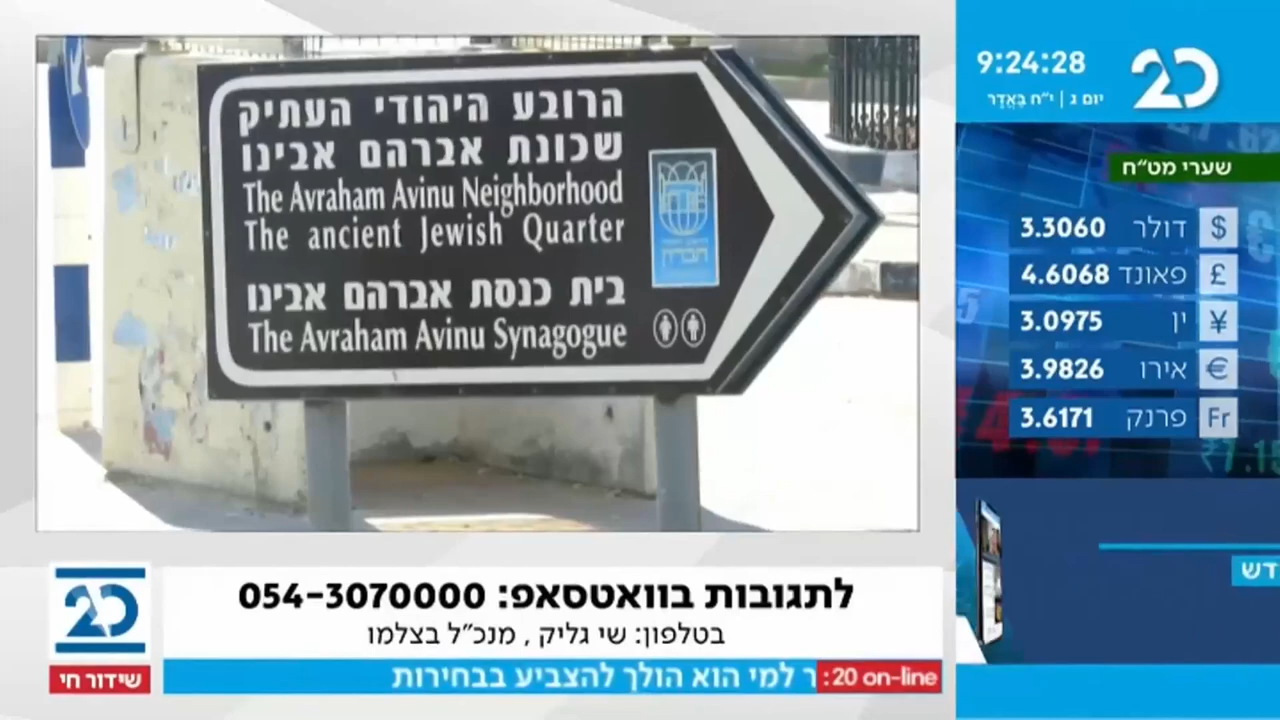 הרובע היהודי העתיק
שכונת אברהם אבינו
The Avraham Avinu Neighborhood
The ancient Jewish Quarter
בית כנסת אברהם אבינו
The Avraham Avinu Synagogue
חברון
9:24:28
20
יום ג | י"ח בַּאֲדָר
שערי מט"ח
$ דולר 3.3060
£ פאונד 4.6068
¥ ין 3.0975
€ אירו 3.9826
Fr פרנק 3.6171
דש
20
לתגובות בוואטסאפ: 054-3070000
בטלפון: שי גליק, מנכ"ל בצלמו
שידור חי
20 on-line:
ר למי הוא הולך להצביע בבחירות